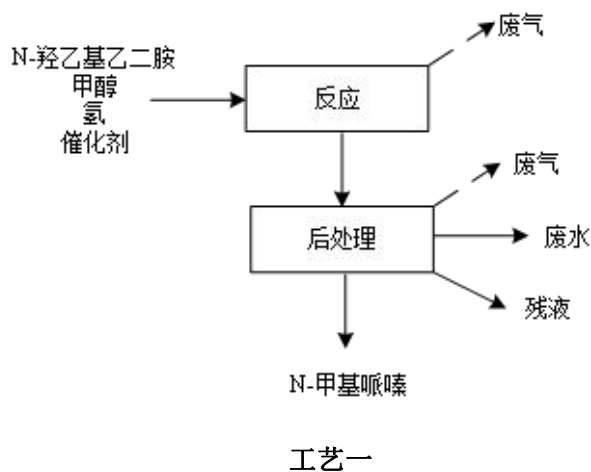 废气
N-羟乙基乙二胺
甲醇
氢
催化剂
反应
废气
后处理
废水
残液
N-甲基哌嗪
工艺一